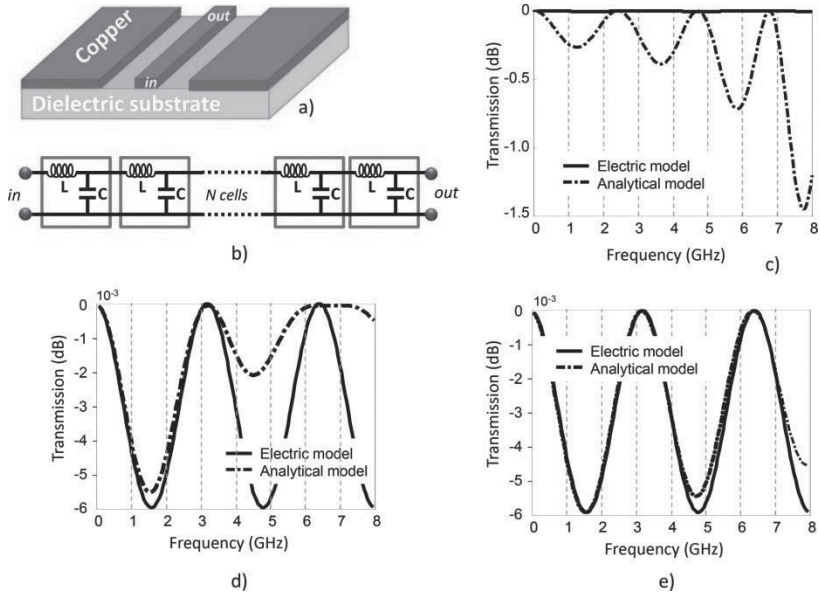 Copper
out
in
Dielectric substrate
a)
in
L
C
L
C
N cells
L
C
L
C
out
b)
Transmission (dB)
0
-0.5
-1.0
-1.5
Electric model
Analytical model
0 1 2 3 4 5 6 7 8
Frequency (GHz)
c)
10-3
Transmission (dB)
0
-1
-2
-3
-4
-5
-6
Electric model
Analytical model
0 1 2 3 4 5 6 7 8
Frequency (GHz)
d)
10-3
Transmission (dB)
0
-1
-2
-3
-4
-5
-6
Electric model
Analytical model
0 1 2 3 4 5 6 7 8
Frequency (GHz)
e)